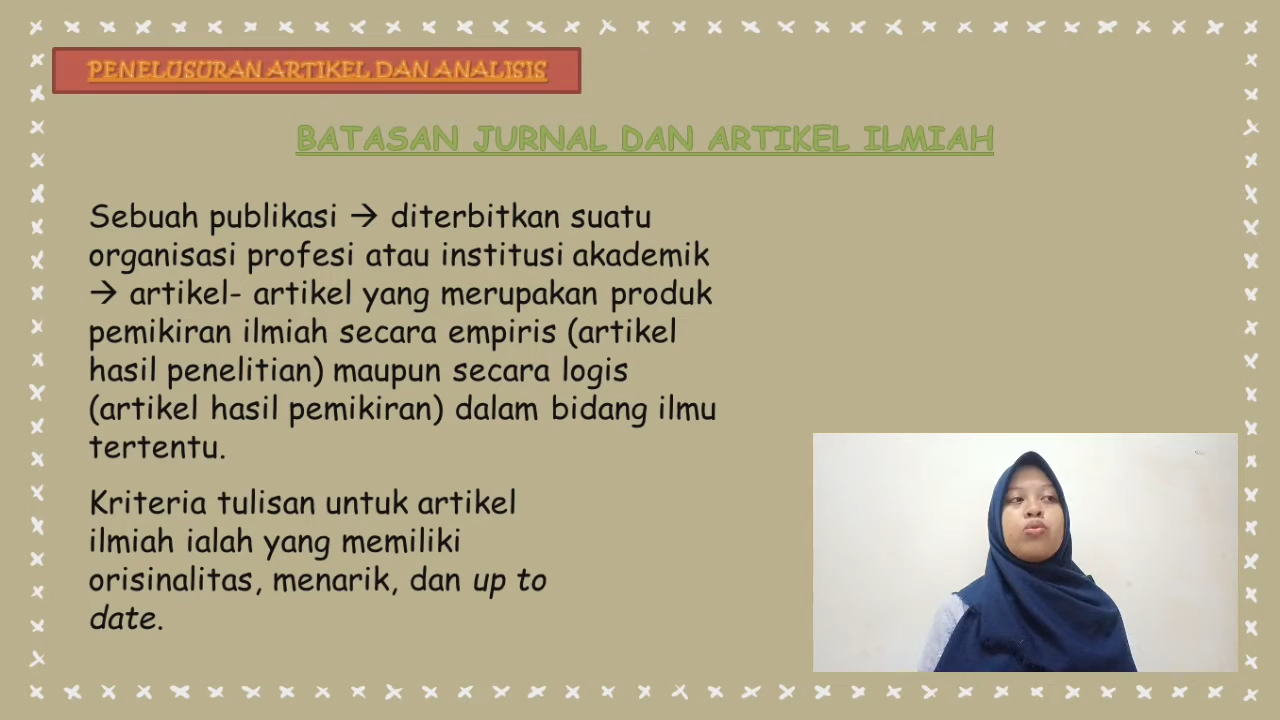 PENELUSURAN ARTIKEL DAN ANALISIS
BATASAN JURNAL DAN ARTIKEL ILMIAH
Sebuah publikasi → diterbitkan suatu
organisasi profesi atau institusi akademik
→ artikel- artikel yang merupakan produk
pemikiran ilmiah secara empiris (artikel
hasil penelitian) maupun secara logis
(artikel hasil pemikiran) dalam bidang ilmu
tertentu.
Kriteria tulisan untuk artikel
ilmiah ialah yang memiliki
orisinalitas, menarik, dan up to
date.